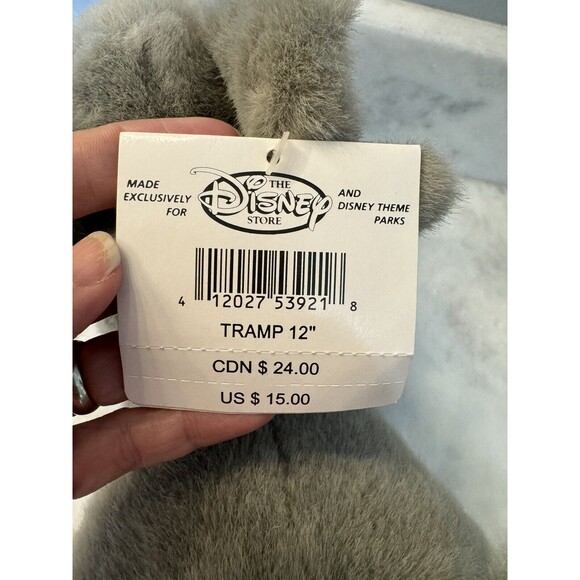 MADE
EXCLUSIVELY
FOR
THE
Disney
STORE
AND
DISNEY THEME
PARKS
4 12027 53921 8
TRAMP 12"
CDN $ 24.00
US $ 15.00